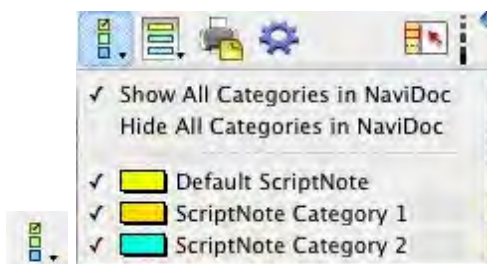 ✓ Show All Categories in NaviDoc
Hide All Categories in NaviDoc
✓ Default ScriptNote
✓ ScriptNote Category 1
✓ ScriptNote Category 2